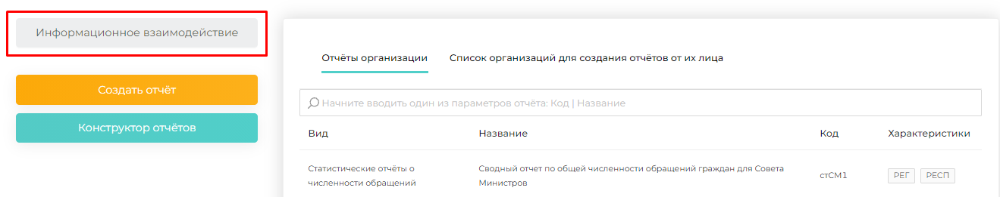 Информационное взаимодействие
Создать отчёт
Конструктор отчётов
Отчёты организации Список организаций для создания отчётов от их лица
Начните вводить один из параметров отчёта: Код | Название
Вид Название Код Характеристики
Статистические отчёты о
численности обращений
Сводный отчет по общей численности обращений граждан для Совета
Министров
стСМ1
РЕГ РЕСП